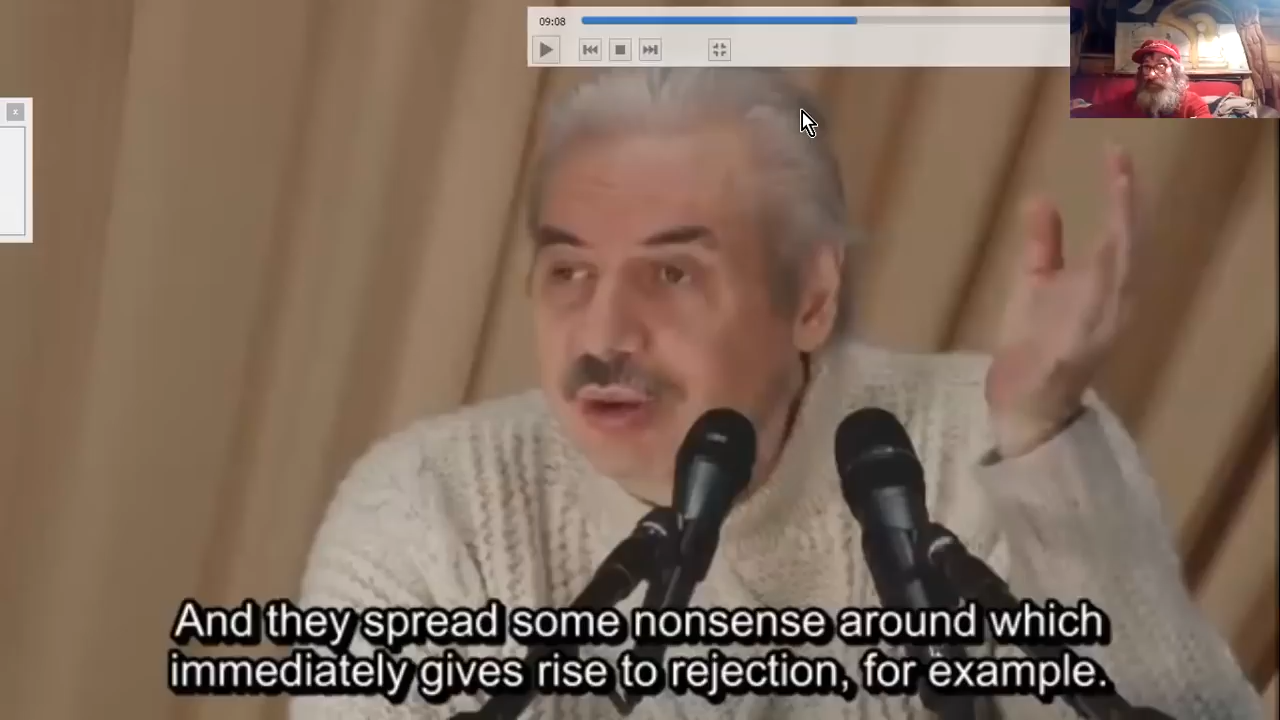 09:08
x
And they spread some nonsense around which
immediately gives rise to rejection, for example.